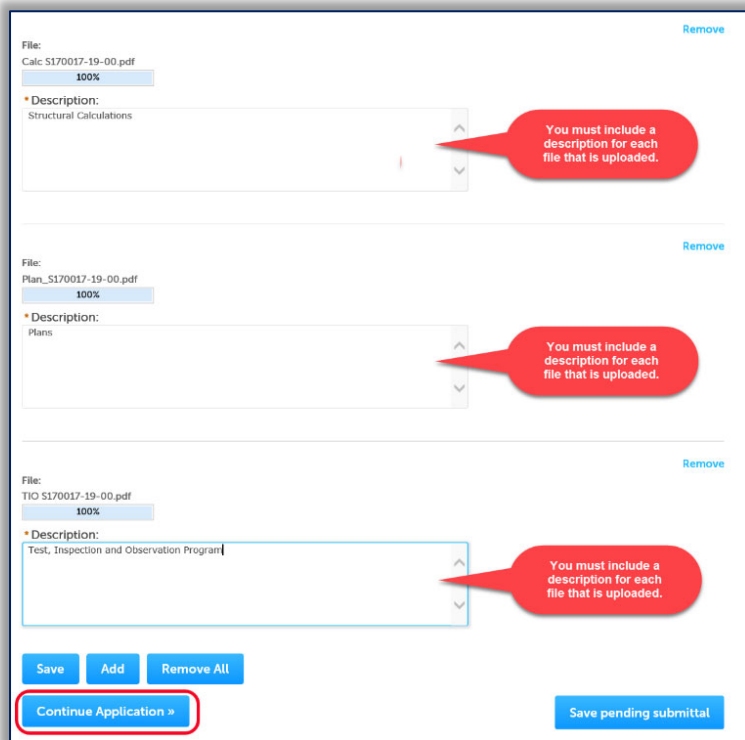 Remove
File:
Calc S170017-19-00.pdf
100%
* Description:
Structural Calculations
You must include a
description for each
file that is uploaded.
Remove
File:
Plan_S170017-19-00.pdf
100%
* Description:
Plans
You must include a
description for each
file that is uploaded.
Remove
File:
TIO S170017-19-00.pdf
100%
* Description:
Test, Inspection and Observation Program
You must include a
description for each
file that is uploaded.
Save Add Remove All
Continue Application » Save pending submittal